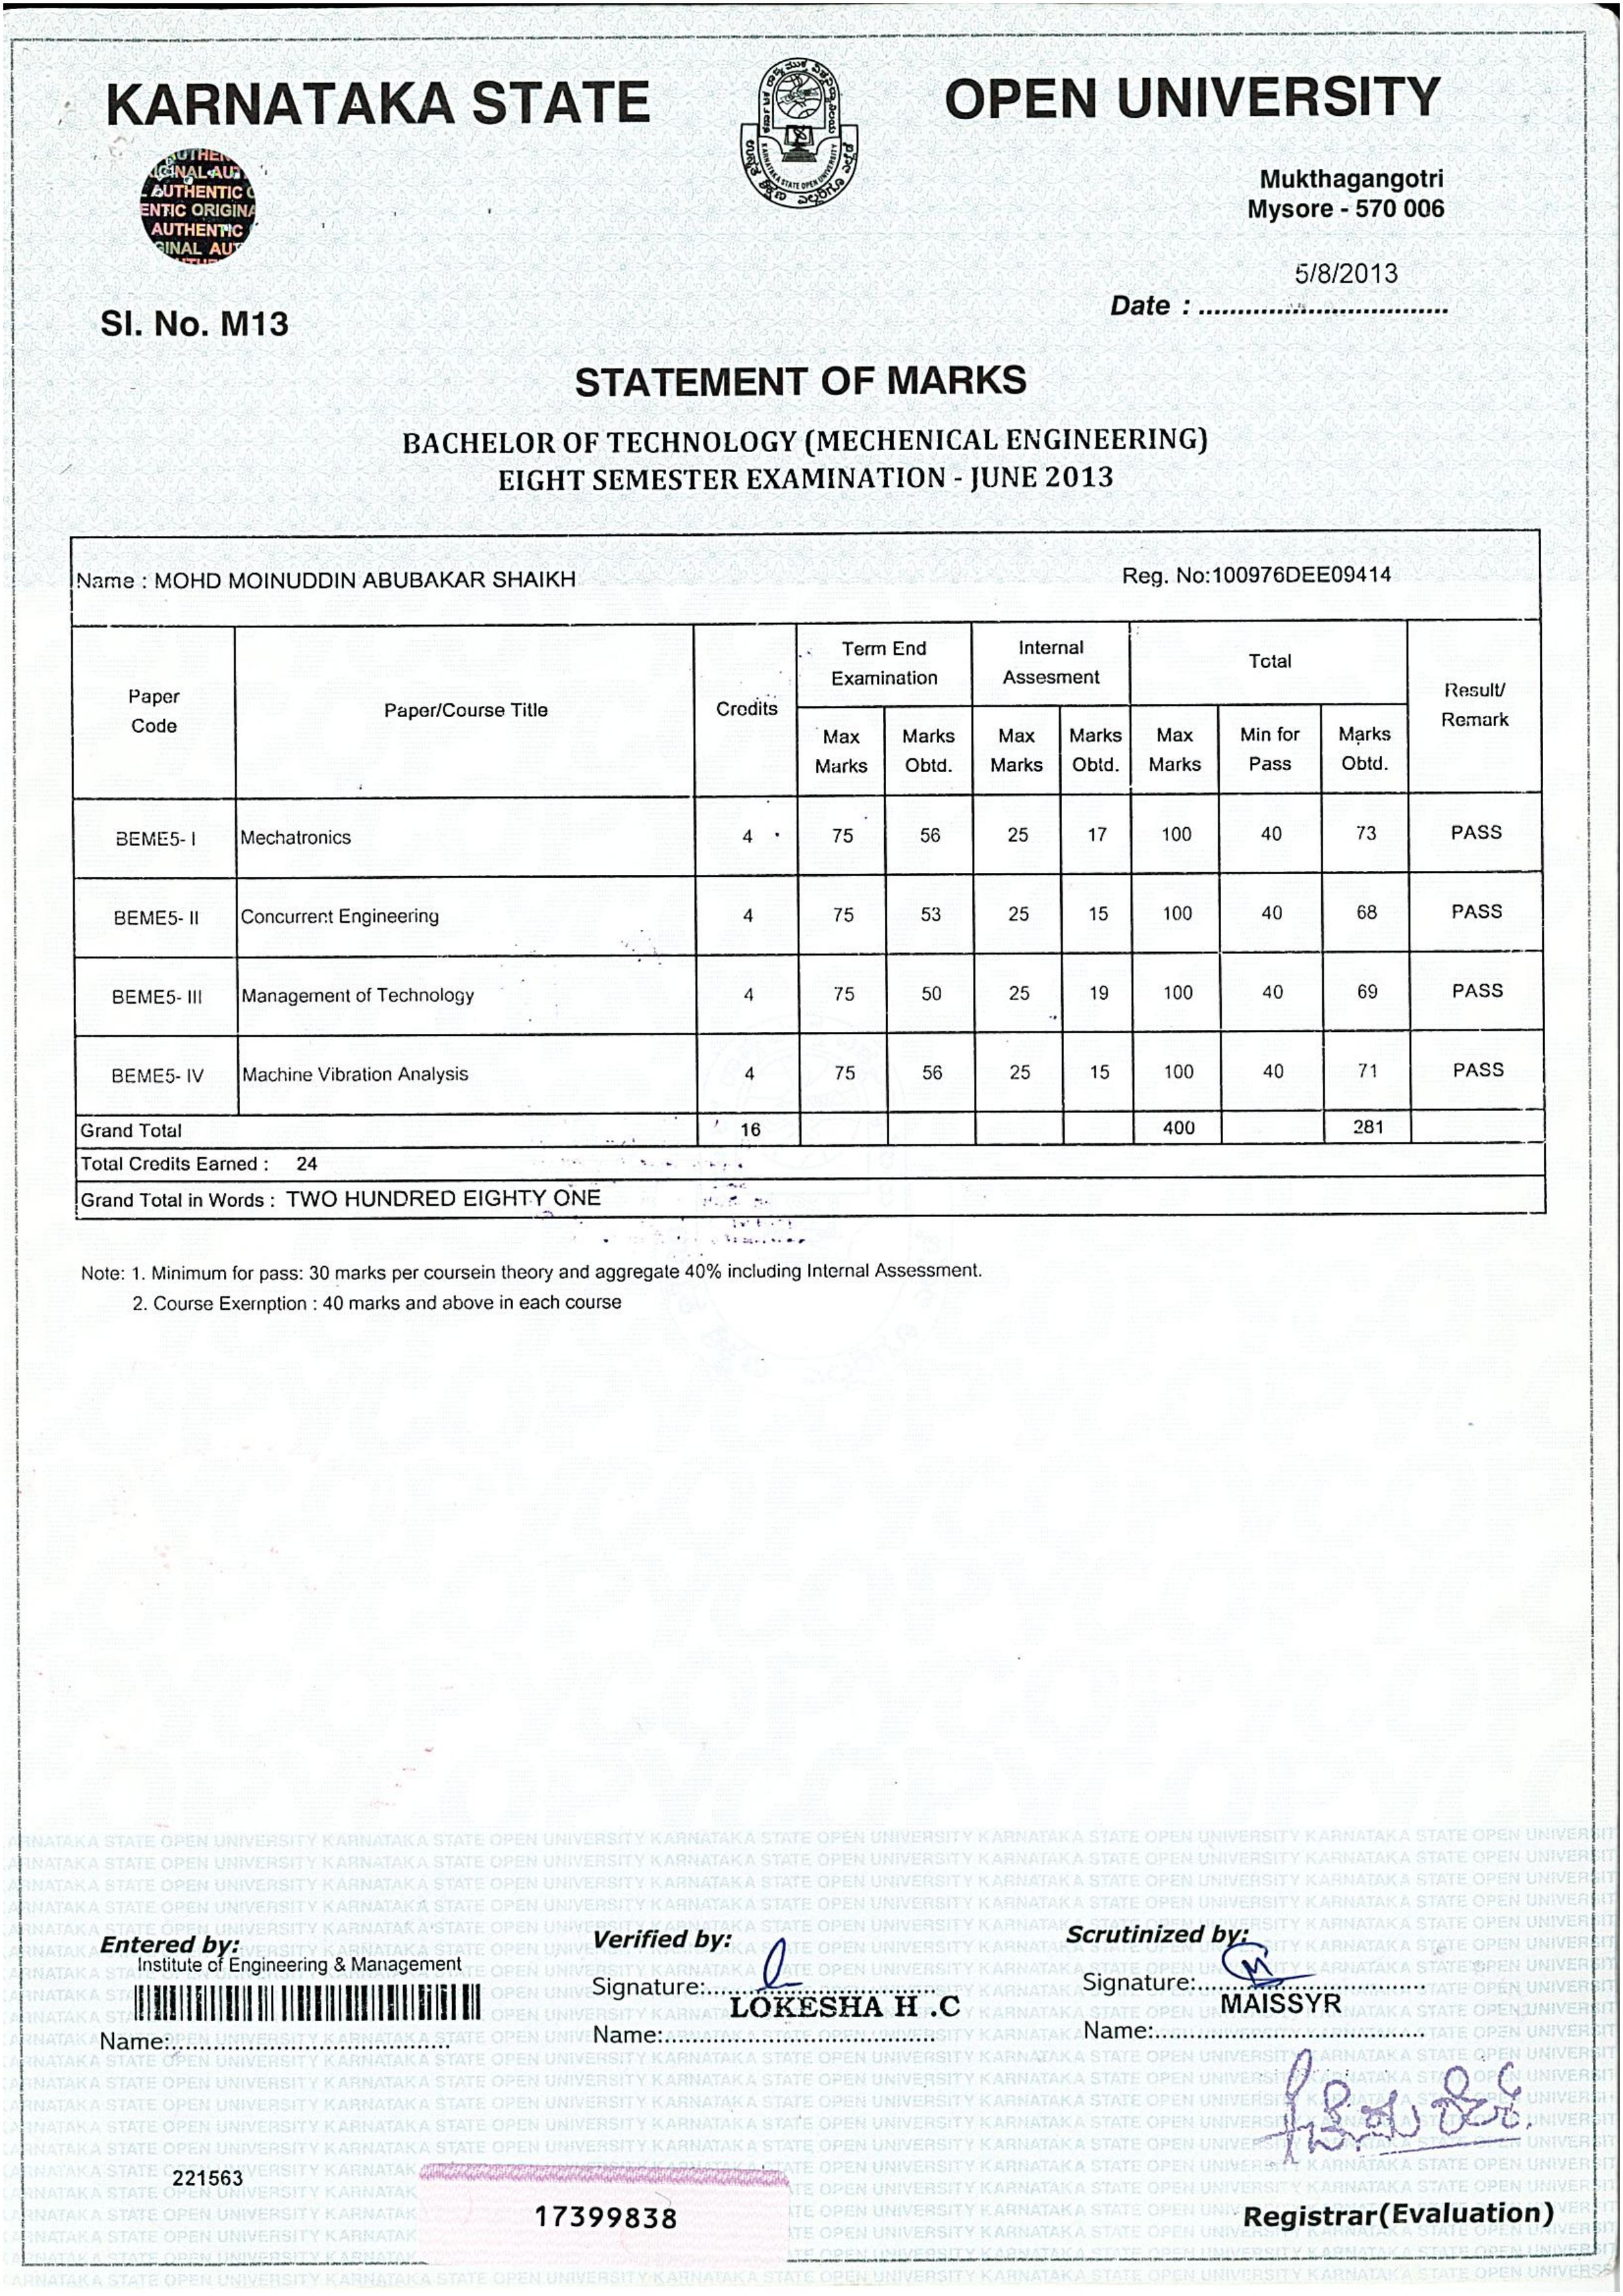 KARNATAKA STATE OPEN UNIVERSITY
KARNATAKA STATE OPEN UNIVERSITY
Mukthagangotri
Mysore - 570 006
AUTHENTIC
ENTIC ORIGINA
AUTHENTIC
GINAL AUT
5/8/2013
Date : ................................
Sl. No. M13
STATEMENT OF MARKS
BACHELOR OF TECHNOLOGY (MECHENICAL ENGINEERING)
EIGHT SEMESTER EXAMINATION - JUNE 2013
Name : MOHD MOINUDDIN ABUBAKAR SHAIKH Reg. No:100976DEE09414
Paper Code Paper/Course Title Credits Term End Examination Internal Assesment Total Result/ Remark
Max Marks Marks Obtd. Max Marks Marks Obtd. Max Marks Min for Pass Marks Obtd.
BEME5- I Mechatronics 4 75 56 25 17 100 40 73 PASS
BEME5- II Concurrent Engineering 4 75 53 25 15 100 40 68 PASS
BEME5- III Management of Technology 4 75 50 25 19 100 40 69 PASS
BEME5- IV Machine Vibration Analysis 4 75 56 25 15 100 40 71 PASS
Grand Total 16 400 281
Total Credits Earned : 24
Grand Total in Words : TWO HUNDRED EIGHTY ONE
Note: 1. Minimum for pass: 30 marks per coursein theory and aggregate 40% including Internal Assessment.
2. Course Exemption : 40 marks and above in each course
Entered by: Verified by: Scrutinized by:
Institute of Engineering & Management
Signature:.................... Signature:....................
LOKESHA H .C MAISSYR
Name:.................... Name:.................... Name:....................
221563
17399838
Registrar(Evaluation)